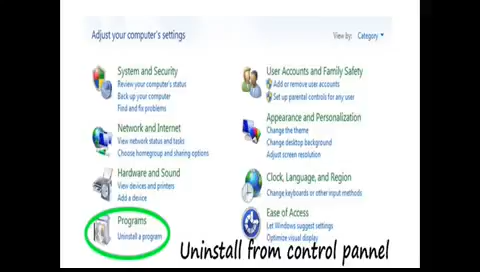 Adjust your computer's settings
View by: Category
System and Security
Review your computer's status
Back up your computer
Find and fix problems
Network and Internet
View network status and tasks
Choose homegroup and sharing options
Hardware and Sound
View devices and printers
Add a device
Programs
Uninstall a program
User Accounts and Family Safety
Add or remove user accounts
Set up parental controls for any user
Appearance and Personalization
Change the theme
Change desktop background
Adjust screen resolution
Clock, Language, and Region
Change keyboards or other input methods
Ease of Access
Let Windows suggest settings
Optimize visual display
Uninstall from control pannel